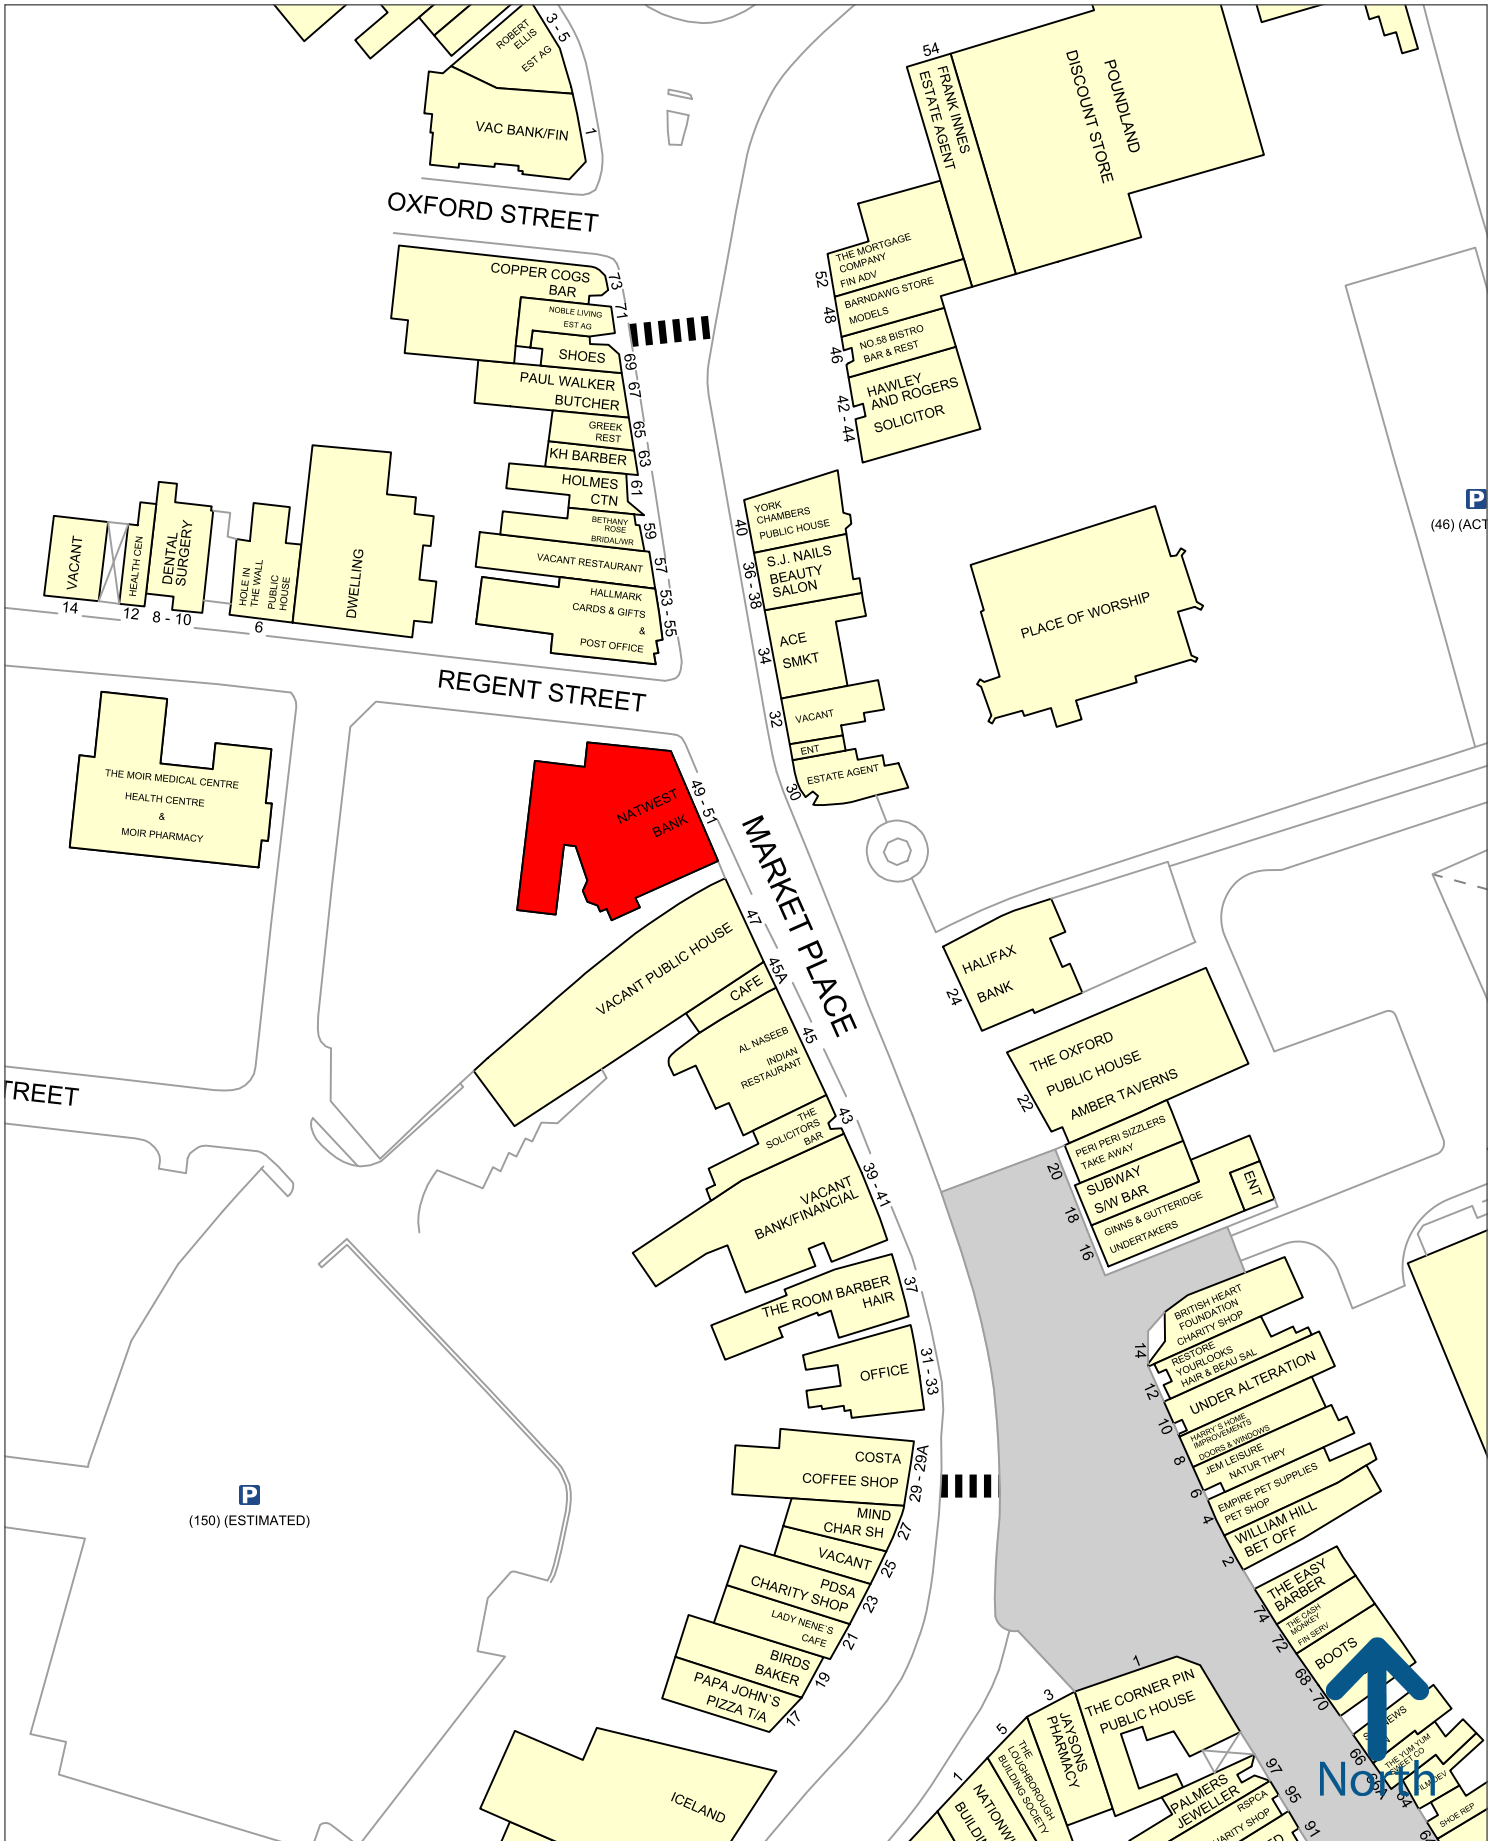 ROBERT
ELLIS
EST AG
3 - 5
VAC BANK/FIN
1
OXFORD STREET
54
FRANK INNES
ESTATE AGENT
POUNDLAND
DISCOUNT STORE
COPPER COGS
BAR
73
NOBLE LIVING
EST AG
71
SHOES
69
PAUL WALKER
BUTCHER
67
GREEK
REST
65
KH BARBER
63
HOLMES
CTN
61
BETHANY
ROSE
BRIDAL/WR
59
VACANT RESTAURANT
57
HALLMARK
CARDS & GIFTS
&
POST OFFICE
53 - 55
THE MORTGAGE
COMPANY
FIN ADV
52
BARNDAWG STORE
MODELS
48
NO.58 BISTRO
BAR & REST
46
HAWLEY
AND ROGERS
SOLICITOR
42 - 44
YORK
CHAMBERS
PUBLIC HOUSE
40
S.J. NAILS
BEAUTY
SALON
36 - 38
ACE
SMKT
34
VACANT
32
ENT
ESTATE AGENT
30
PLACE OF WORSHIP
P
(46) (ACT
VACANT
14
HEALTH CEN
12
DENTAL
SURGERY
8 - 10
HOLE IN
THE WALL
PUBLIC
HOUSE
6
DWELLING
REGENT STREET
THE MOIR MEDICAL CENTRE
HEALTH CENTRE
&
MOIR PHARMACY
NATWEST
BANK
49 - 51
MARKET PLACE
VACANT PUBLIC HOUSE
47
CAFE
45A
AL NASEEB
INDIAN
RESTAURANT
45
THE
SOLICITORS
BAR
43
VACANT
BANK/FINANCIAL
39 - 41
THE ROOM BARBER
HAIR
37
OFFICE
31 - 33
COSTA
COFFEE SHOP
29 - 29A
MIND
CHAR SH
27
VACANT
25
PDSA
CHARITY SHOP
23
LADY NENE`S
CAFE
21
BIRDS
BAKER
19
PAPA JOHN`S
PIZZA T/A
17
ICELAND
TREET
P
(150) (ESTIMATED)
HALIFAX
BANK
24
THE OXFORD
PUBLIC HOUSE
AMBER TAVERNS
22
PERI PERI SIZZLERS
TAKE AWAY
20
SUBWAY
S/W BAR
18
GINNS & GUTTERIDGE
UNDERTAKERS
16
ENT
BRITISH HEART
FOUNDATION
CHARITY SHOP
14
RESTORE
YOURLOOKS
HAIR & BEAU SAL
12
UNDER ALTERATION
10
HARRY`S HOME
IMPROVEMENTS
DOORS & WINDOWS
8
JEM LEISURE
NATUR THPY
6
EMPIRE PET SUPPLIES
PET SHOP
4
WILLIAM HILL
BET OFF
2
THE EASY
BARBER
74
THE CASH
MONKEY
FIN SERV
72
BOOTS
68 - 70
THE YUM YUM
SWEET CO
66
64
SHOE REP
North
THE CORNER PIN
PUBLIC HOUSE
1
JAYSONS
PHARMACY
3
THE
LOUGHBOROUGH
BUILDING SOCIETY
5
NATIONW
BUILDIN
1
PALMERS
JEWELLER
97
RSPCA
HARITY SHOP
95
91